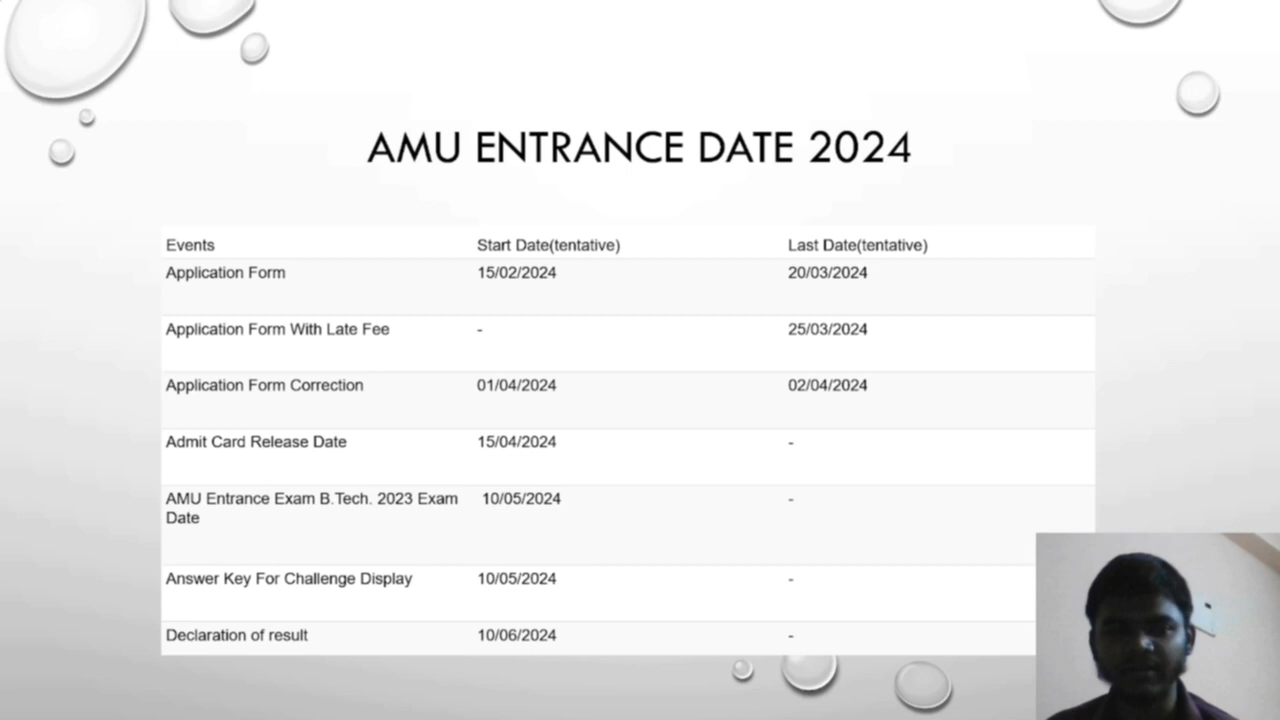 AMU ENTRANCE DATE 2024
Events Start Date(tentative) Last Date(tentative)
Application Form 15/02/2024 20/03/2024
Application Form With Late Fee - 25/03/2024
Application Form Correction 01/04/2024 02/04/2024
Admit Card Release Date 15/04/2024 -
AMU Entrance Exam B.Tech. 2023 Exam 10/05/2024 -
Date
Answer Key For Challenge Display 10/05/2024 -
Declaration of result 10/06/2024 -